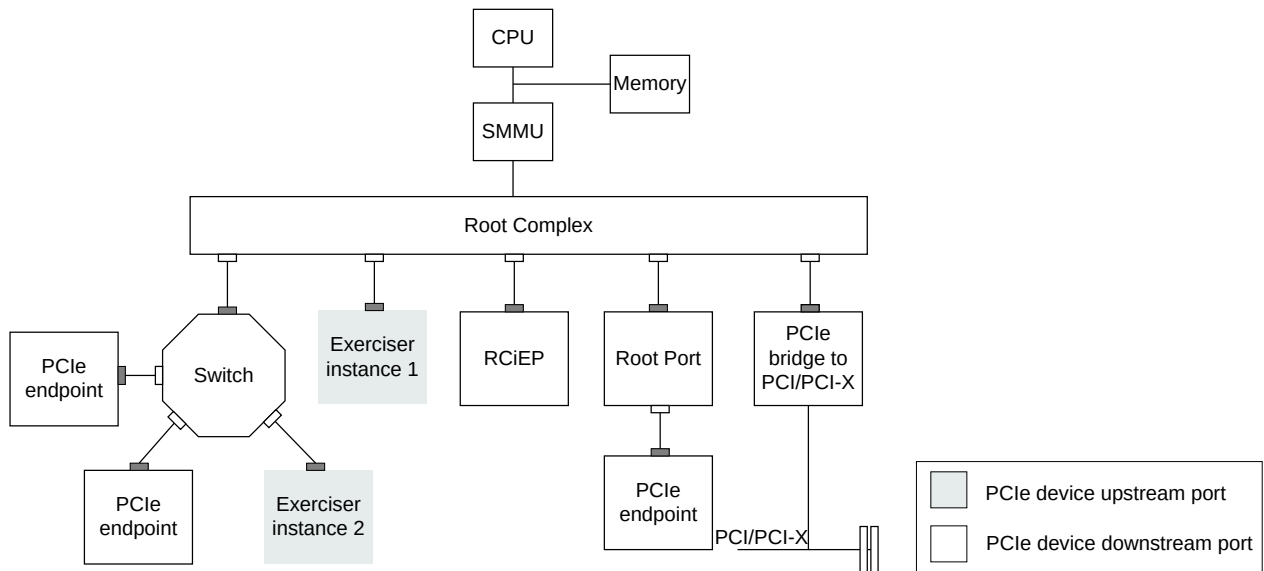 CPU
Memory
SMMU
Root Complex
PCIe
endpoint
Switch
Exerciser
instance 1
RCiEP
Root Port
PCIe
bridge to
PCI/PCI-X
PCIe
endpoint
Exerciser
instance 2
PCIe
endpoint
PCI/PCI-X
PCIe device upstream port
PCIe device downstream port